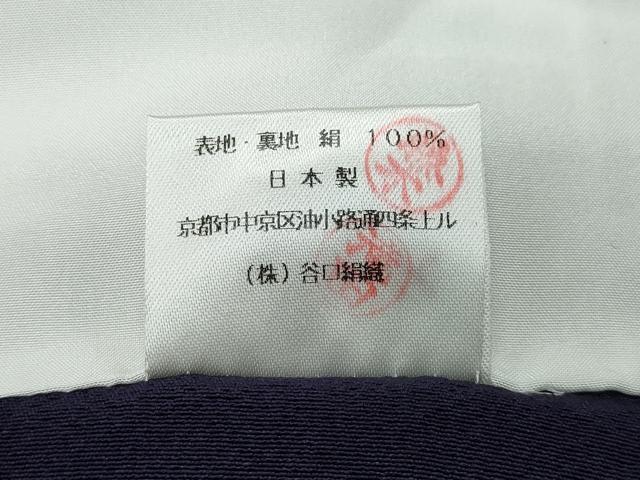 表地・裏地 絹 100%
日本製
京都市中京区油小路通四条上ル
(株)谷口絹織